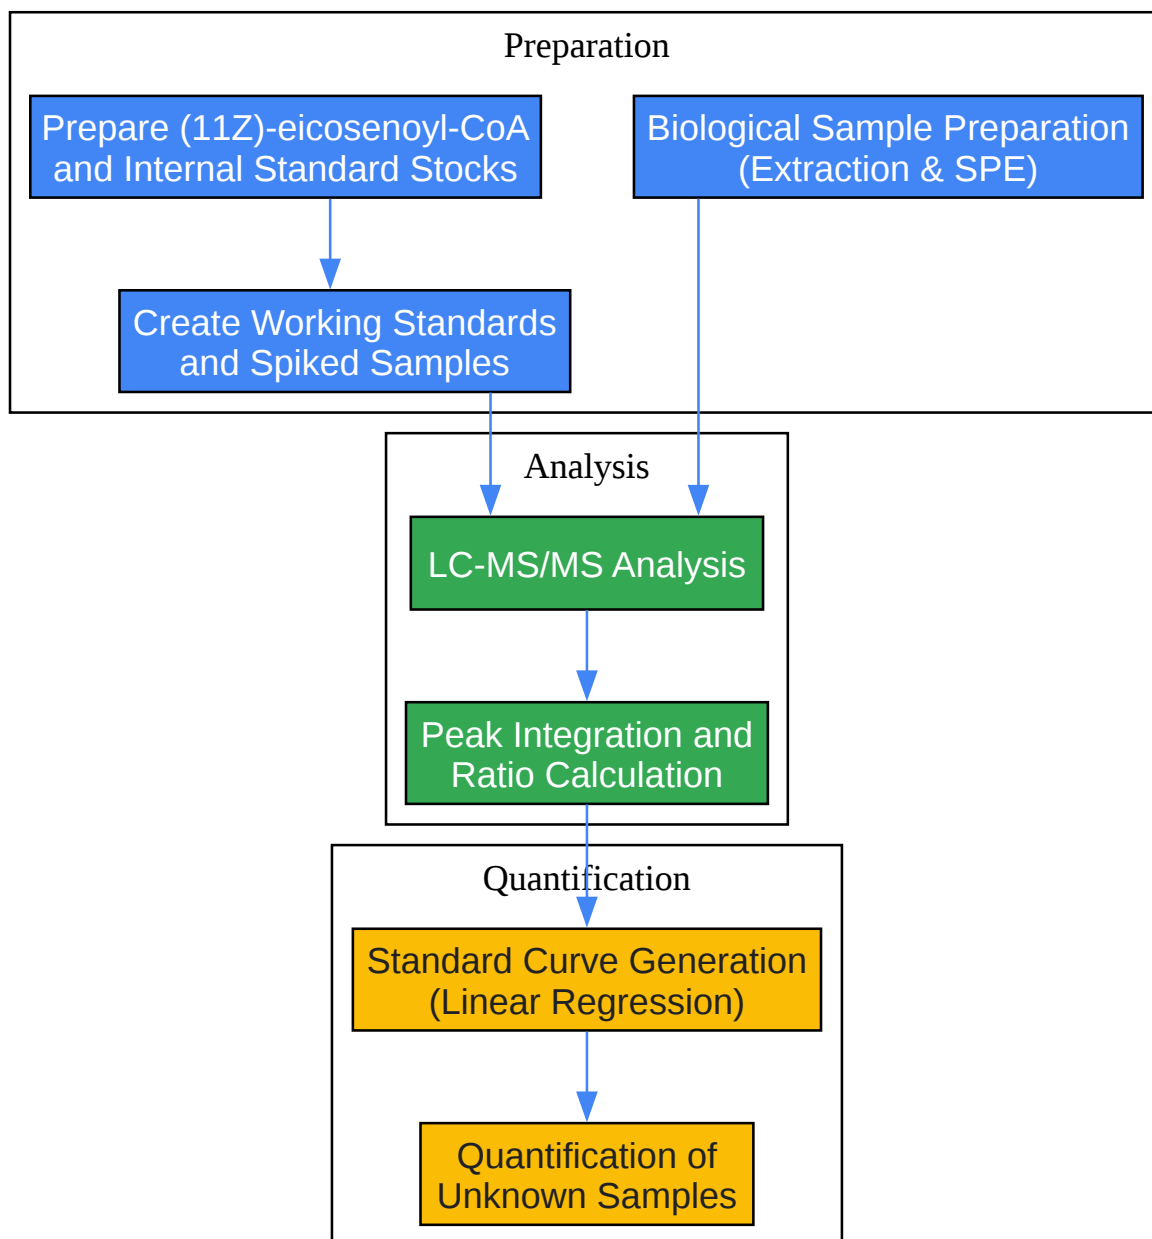 Preparation
Prepare (11Z)-eicosenoyl-CoA
and Internal Standard Stocks
Biological Sample Preparation
(Extraction & SPE)
Create Working Standards
and Spiked Samples
Analysis
LC-MS/MS Analysis
Peak Integration and
Ratio Calculation
Quantification
Standard Curve Generation
(Linear Regression)
Quantification of
Unknown Samples